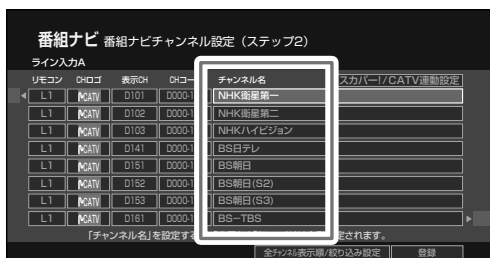 番組ナビ 番組ナビチャンネル設定（ステップ2）
ライン入力A
リモコン CHロゴ 表示CH CHコー チャンネル名 スカパー!/CATV連動設定
L1 CATV D101 D000-1 NHK衛星第一
L1 CATV D102 D000-1 NHK衛星第二
L1 CATV D103 D000-1 NHKハイビジョン
L1 CATV D141 D000-1 BS日テレ
L1 CATV D151 D000-1 BS朝日
L1 CATV D152 D000-1 BS朝日(S2)
L1 CATV D153 D000-1 BS朝日(S3)
L1 CATV D161 D000-1 BS－TBS
「チャンネル名」を設定する 定されます。
全チャンネル表示順/絞り込み設定 登録